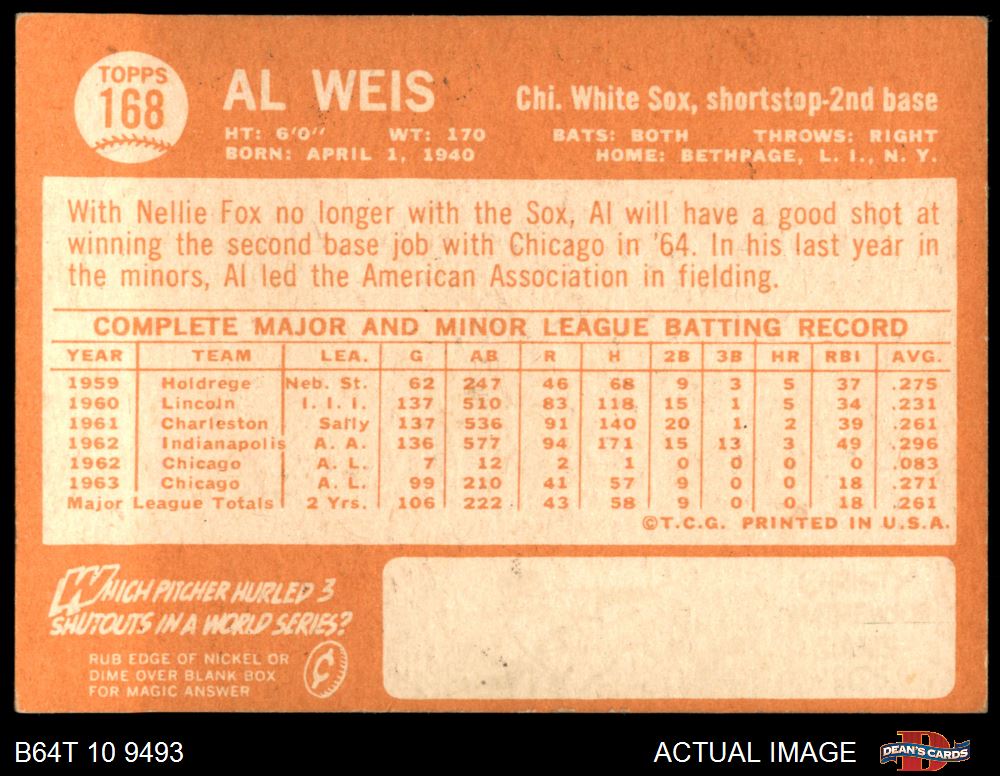 TOPPS
168
AL WEIS
Chi. White Sox, shortstop-2nd base
HT: 6'0" WT: 170 BATS: BOTH THROWS: RIGHT
BORN: APRIL 1, 1940 HOME: BETHPAGE, L. I., N. Y.
With Nellie Fox no longer with the Sox, Al will have a good shot at
winning the second base job with Chicago in '64. In his last year in
the minors, Al led the American Association in fielding.
COMPLETE MAJOR AND MINOR LEAGUE BATTING RECORD
YEAR TEAM LEA. G AB R H 2B 3B HR RBI AVG.
1959 Holdrege Neb. St. 62 247 46 68 9 3 5 37 .275
1960 Lincoln I. I. I. 137 510 83 118 15 1 5 34 .231
1961 Charleston Sally 137 536 91 140 20 1 2 39 .261
1962 Indianapolis A. A. 136 577 94 171 15 13 3 49 .296
1962 Chicago A. L. 7 12 2 1 0 0 0 0 .083
1963 Chicago A. L. 99 210 41 57 9 0 0 18 .271
Major League Totals 2 Yrs. 106 222 43 58 9 0 0 18 .261
©T.C.G. PRINTED IN U.S.A.
WHICH PITCHER HURLED 3
SHUTOUTS IN A WORLD SERIES?
RUB EDGE OF NICKEL OR
DIME OVER BLANK BOX
FOR MAGIC ANSWER
B64T 10 9493
ACTUAL IMAGE
DEAN'S CARDS